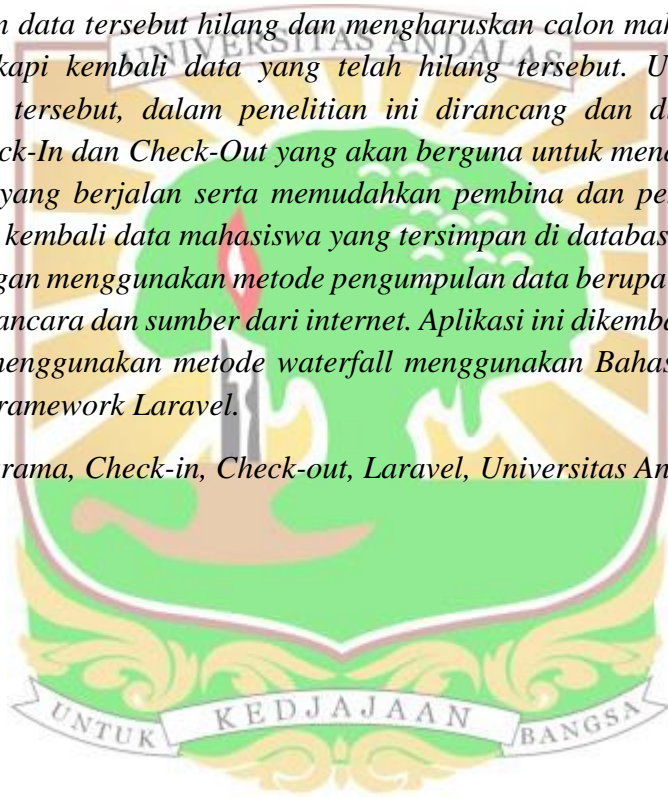 n data tersebut hilang dan mengharuskan calon mah
UNIVERSITAS ANDALAS
kapi kembali data yang telah hilang tersebut. U
tersebut, dalam penelitian ini dirancang dan d
ck-In dan Check-Out yang akan berguna untuk mena
yang berjalan serta memudahkan pembina dan pe
kembali data mahasiswa yang tersimpan di databas
gan menggunakan metode pengumpulan data berupa
ancara dan sumber dari internet. Aplikasi ini dikemba
menggunakan metode waterfall menggunakan Bahas
ramework Laravel.
rama, Check-in, Check-out, Laravel, Universitas An
UNTUK KEDJAJAAN BANGSA